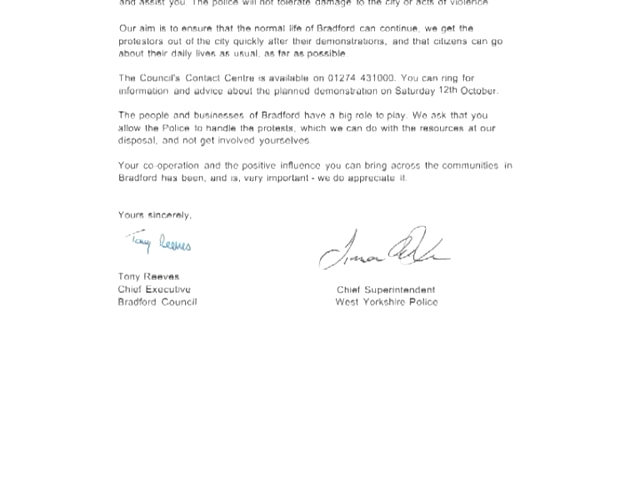 and assist you. The police will not tolerate damage to the city or acts of violence
Our aim is to ensure that the normal life of Bradford can continue, we get the
protestors out of the city quickly after their demonstrations, and that citizens can go
about their daily lives as usual, as far as possible.
The Council's Contact Centre is available on 01274 431000. You can ring for
information and advice about the planned demonstration on Saturday 12th October.
The people and businesses of Bradford have a big role to play. We ask that you
allow the Police to handle the protests, which we can do with the resources at our
disposal, and not get involved yourselves.
Your co-operation and the positive influence you can bring across the communities in
Bradford has been, and is, very important - we do appreciate it.
Yours sincerely,
Tony Reeves
Tony Reeves
Chief Executive
Bradford Council
Chief Superintendent
West Yorkshire Police